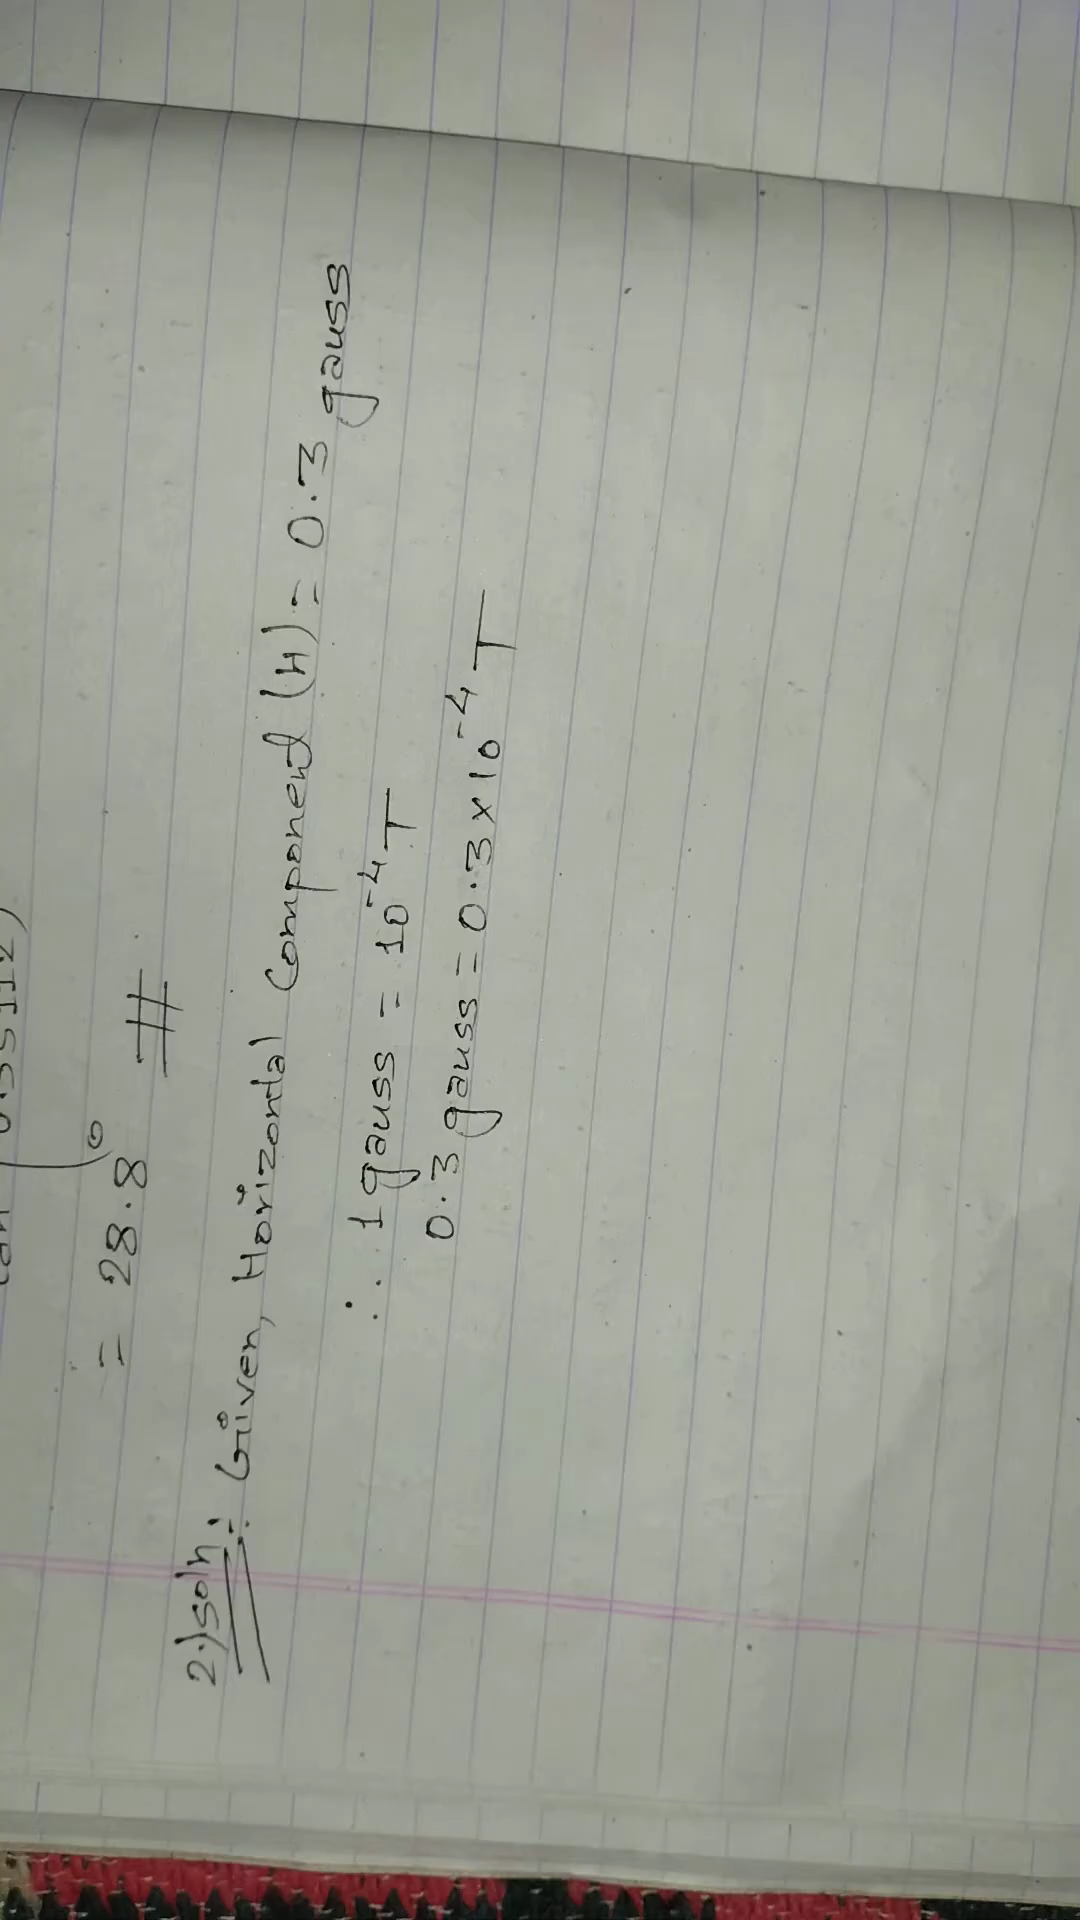 = 28.8°
#
2.) Soln: Given, Horizontal Component (H) = 0.3 gauss
∴ 1 gauss = 10⁻⁴ T
0.3 gauss = 0.3 × 10⁻⁴ T